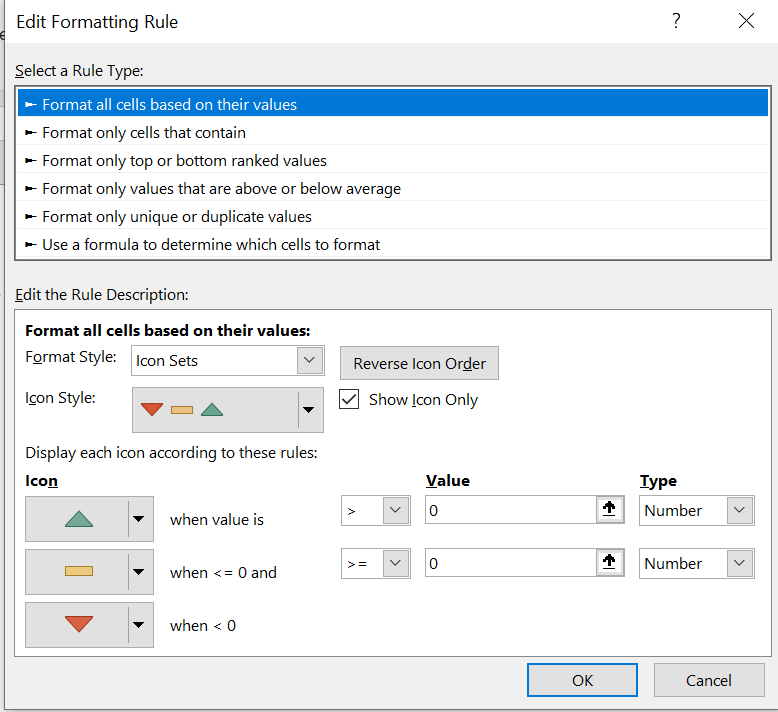 Edit Formatting Rule ?
Select a Rule Type:
► Format all cells based on their values
► Format only cells that contain
► Format only top or bottom ranked values
► Format only values that are above or below average
► Format only unique or duplicate values
► Use a formula to determine which cells to format
Edit the Rule Description:
Format all cells based on their values:
Format Style: Icon Sets Reverse Icon Order
Icon Style: Show Icon Only
Display each icon according to these rules:
Icon Value Type
when value is > 0 Number
when <= 0 and >= 0 Number
when < 0
OK Cancel